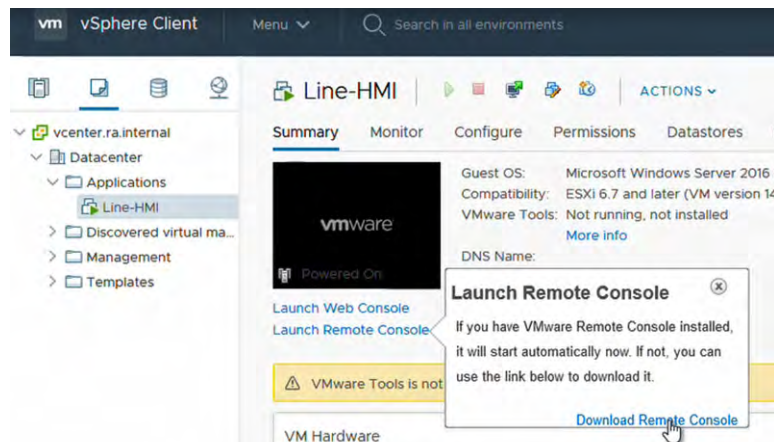 vm vSphere Client Menu Search in all environments
Line-HMI ACTIONS
vcenter.ra.internal
Datacenter
Applications
Line-HMI
Discovered virtual ma...
Management
Templates
Summary Monitor Configure Permissions Datastores
vmware
Powered On
Guest OS: Microsoft Windows Server 2016
Compatibility: ESXi 6.7 and later (VM version 14
VMware Tools: Not running, not installed
More info
DNS Name:
Launch Web Console
Launch Remote Console
Launch Remote Console
If you have VMware Remote Console installed,
it will start automatically now. If not, you can
use the link below to download it.
Download Remote Console
VMware Tools is not
VM Hardware